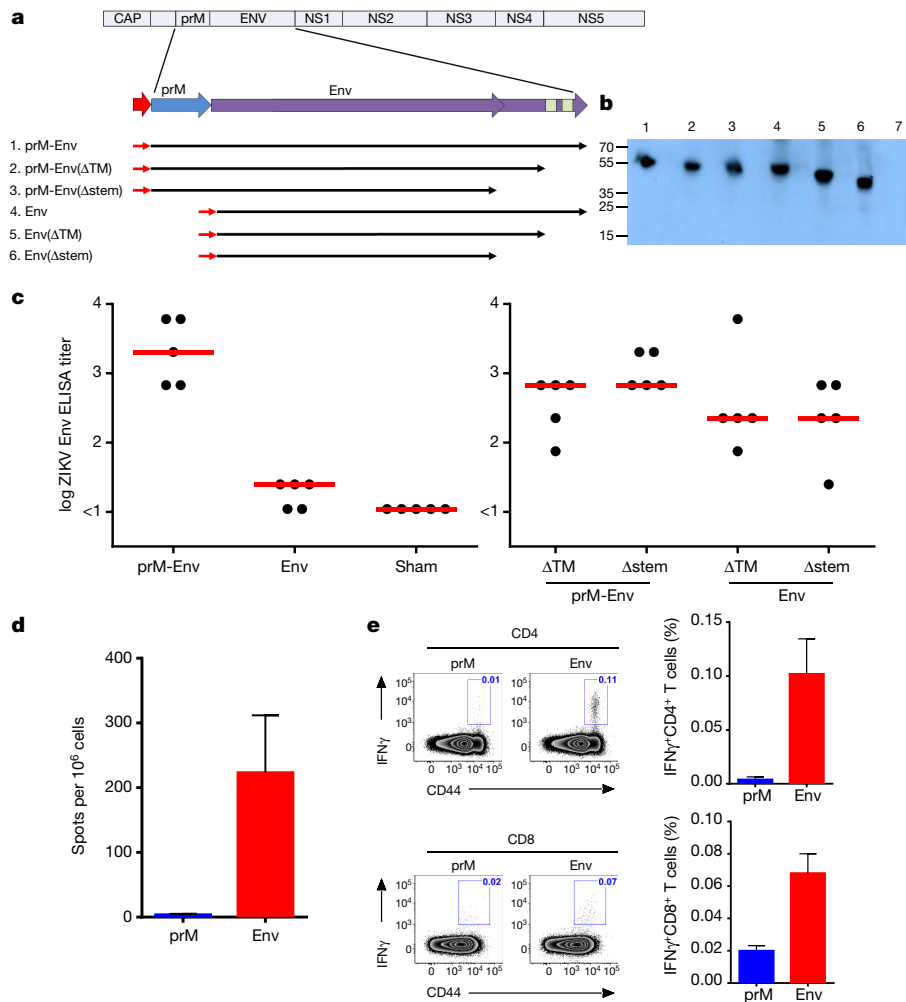 a
CAP prM ENV NS1 NS2 NS3 NS4 NS5
prM Env
1. prM-Env
2. prM-Env(ΔTM)
3. prM-Env(Δstem)
4. Env
5. Env(ΔTM)
6. Env(Δstem)
b
1 2 3 4 5 6 7
70
55
35
25
15
c
log ZIKV Env ELISA titer
4
3
2
<1
prM-Env Env Sham
4
3
2
<1
ΔTM Δstem ΔTM Δstem
prM-Env Env
d
Spots per 10⁶ cells
400
300
200
100
0
prM Env
e
CD4
prM Env
0.01 0.11
IFNγ
10⁵ 10⁵
10⁴ 10⁴
10³ 10³
0 0
0 10³ 10⁴ 10⁵ 0 10³ 10⁴ 10⁵
CD44
IFNγ⁺CD4⁺ T cells (%)
0.15
0.10
0.05
0.00
prM Env
CD8
prM Env
0.02 0.07
IFNγ
10⁵ 10⁵
10⁴ 10⁴
10³ 10³
0 0
0 10³ 10⁴ 10⁵ 0 10³ 10⁴ 10⁵
CD44
IFNγ⁺CD8⁺ T cells (%)
0.08
0.06
0.04
0.02
0.00
prM Env